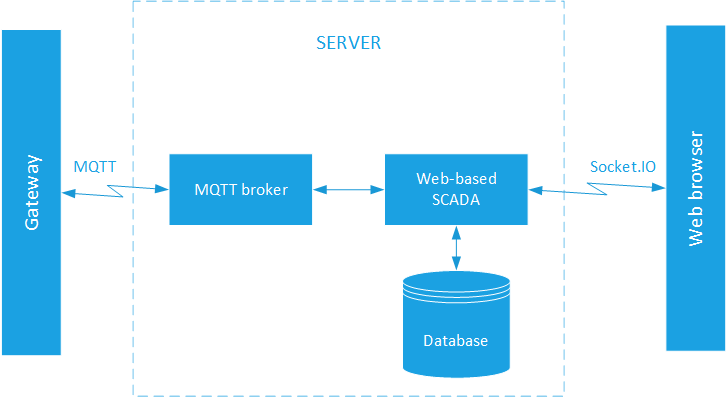 SERVER
Gateway
MQTT
MQTT broker
Web-based
SCADA
Socket.IO
Web browser
Database